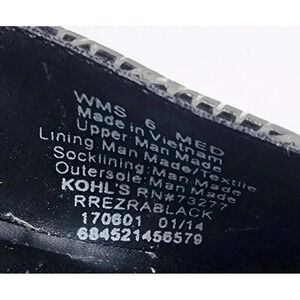 WMS 6 MED
Made in Vietnam
Upper: Man Made
Lining: Man Made/Textile
Socklining: Man Made
Outersole: Man Made
KOHL'S RN#73277
RREZRABLACK
170601 01/14
684521456579